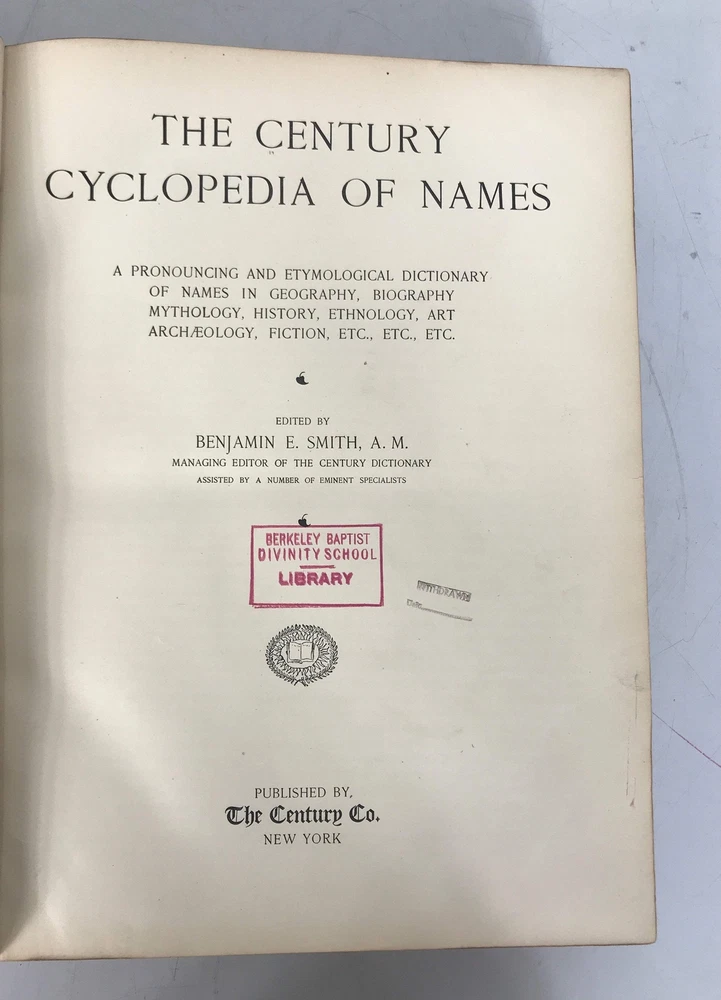 THE CENTURY
CYCLOPEDIA OF NAMES
A PRONOUNCING AND ETYMOLOGICAL DICTIONARY
OF NAMES IN GEOGRAPHY, BIOGRAPHY
MYTHOLOGY, HISTORY, ETHNOLOGY, ART
ARCHÆOLOGY, FICTION, ETC., ETC., ETC.
EDITED BY
BENJAMIN E. SMITH, A. M.
MANAGING EDITOR OF THE CENTURY DICTIONARY
ASSISTED BY A NUMBER OF EMINENT SPECIALISTS
BERKELEY BAPTIST
DIVINITY SCHOOL
LIBRARY
WITHDRAWN
PUBLISHED BY
The Century Co.
NEW YORK